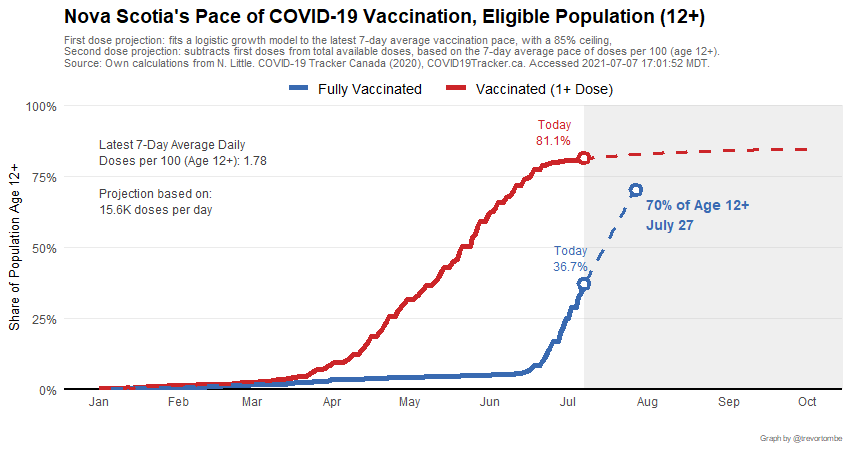 Nova Scotia's Pace of COVID-19 Vaccination, Eligible Population (12+)
First dose projection: fits a logistic growth model to the latest 7-day average vaccination pace, with a 85% ceiling,
Second dose projection: subtracts first doses from total available doses, based on the 7-day average pace of doses per 100 (age 12+).
Source: Own calculations from N. Little. COVID-19 Tracker Canada (2020), COVID19Tracker.ca. Accessed 2021-07-07 17:01:52 MDT.
Fully Vaccinated
Vaccinated (1+ Dose)
100%
75%
50%
25%
0%
Share of Population Age 12+
Latest 7-Day Average Daily
Doses per 100 (Age 12+): 1.78
Projection based on:
15.6K doses per day
Today
81.1%
70% of Age 12+
July 27
Today
36.7%
Jan
Feb
Mar
Apr
May
Jun
Jul
Aug
Sep
Oct
Graph by @trevortombe